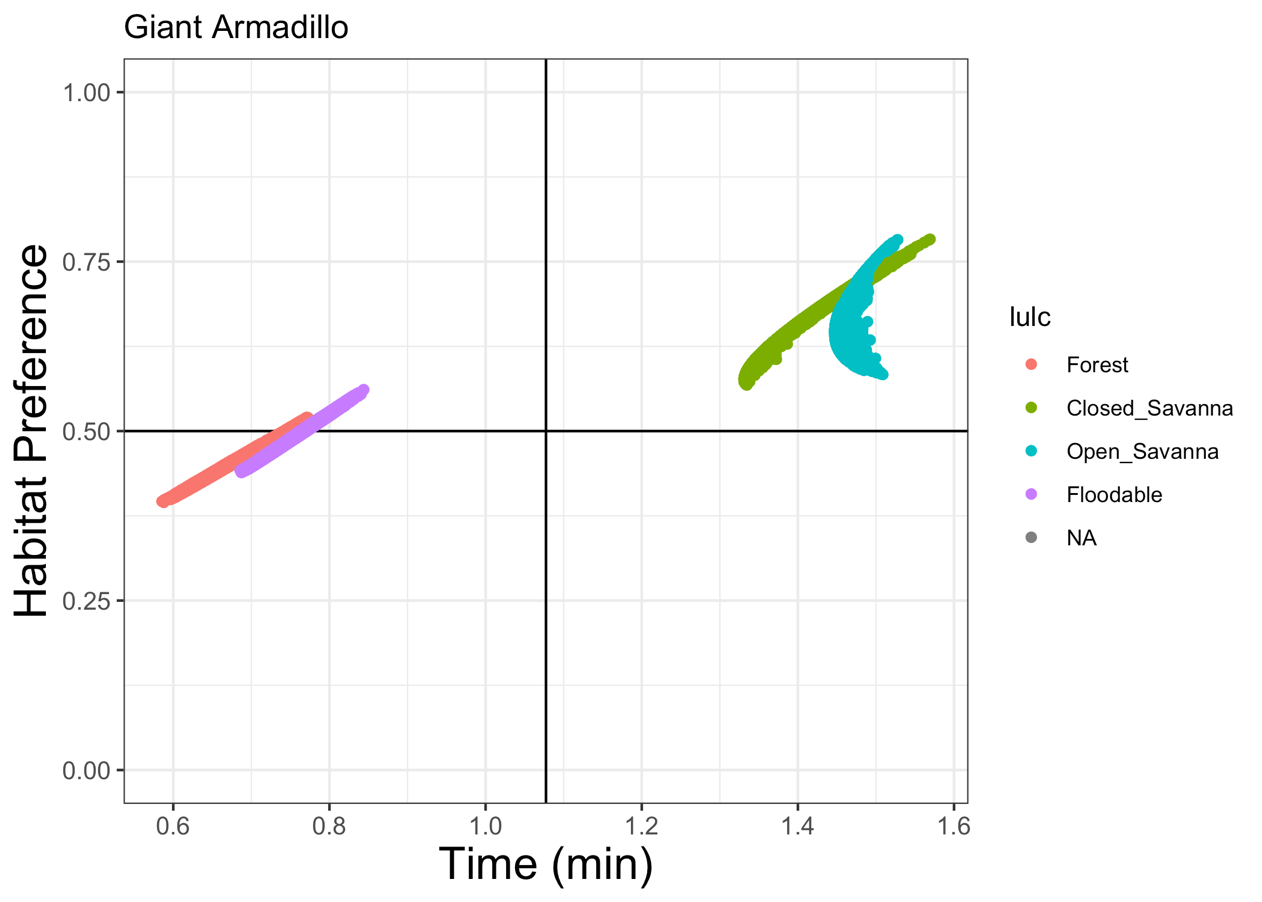 Giant Armadillo
1.00
0.75
0.50
0.25
0.00
Habitat Preference
0.6 0.8 1.0 1.2 1.4 1.6
Time (min)
lulc
Forest
Closed_Savanna
Open_Savanna
Floodable
NA